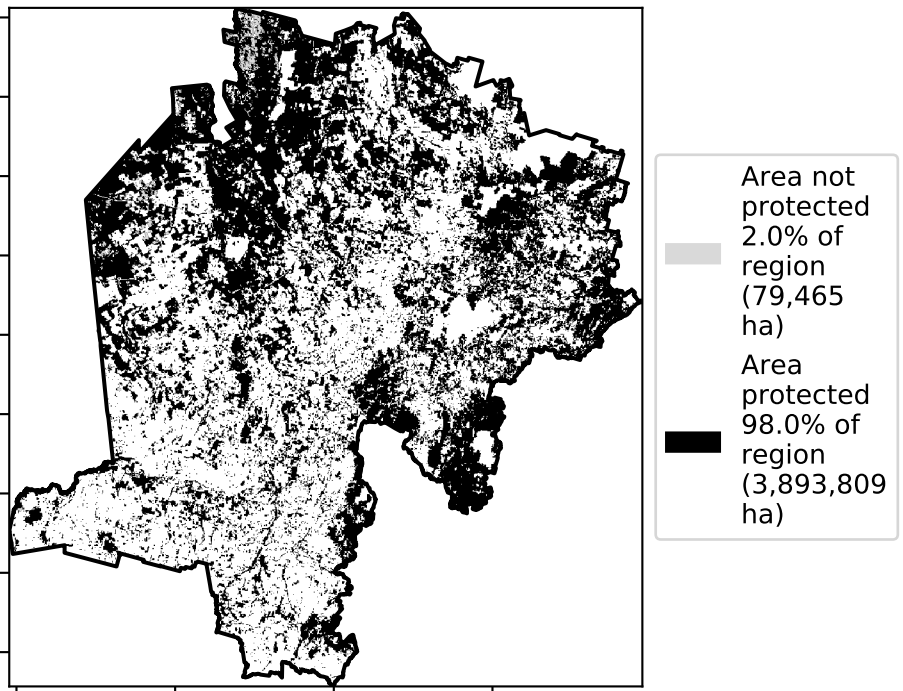 Area not
protected
2.0% of
region
(79,465
ha)
Area
protected
98.0% of
region
(3,893,809
ha)